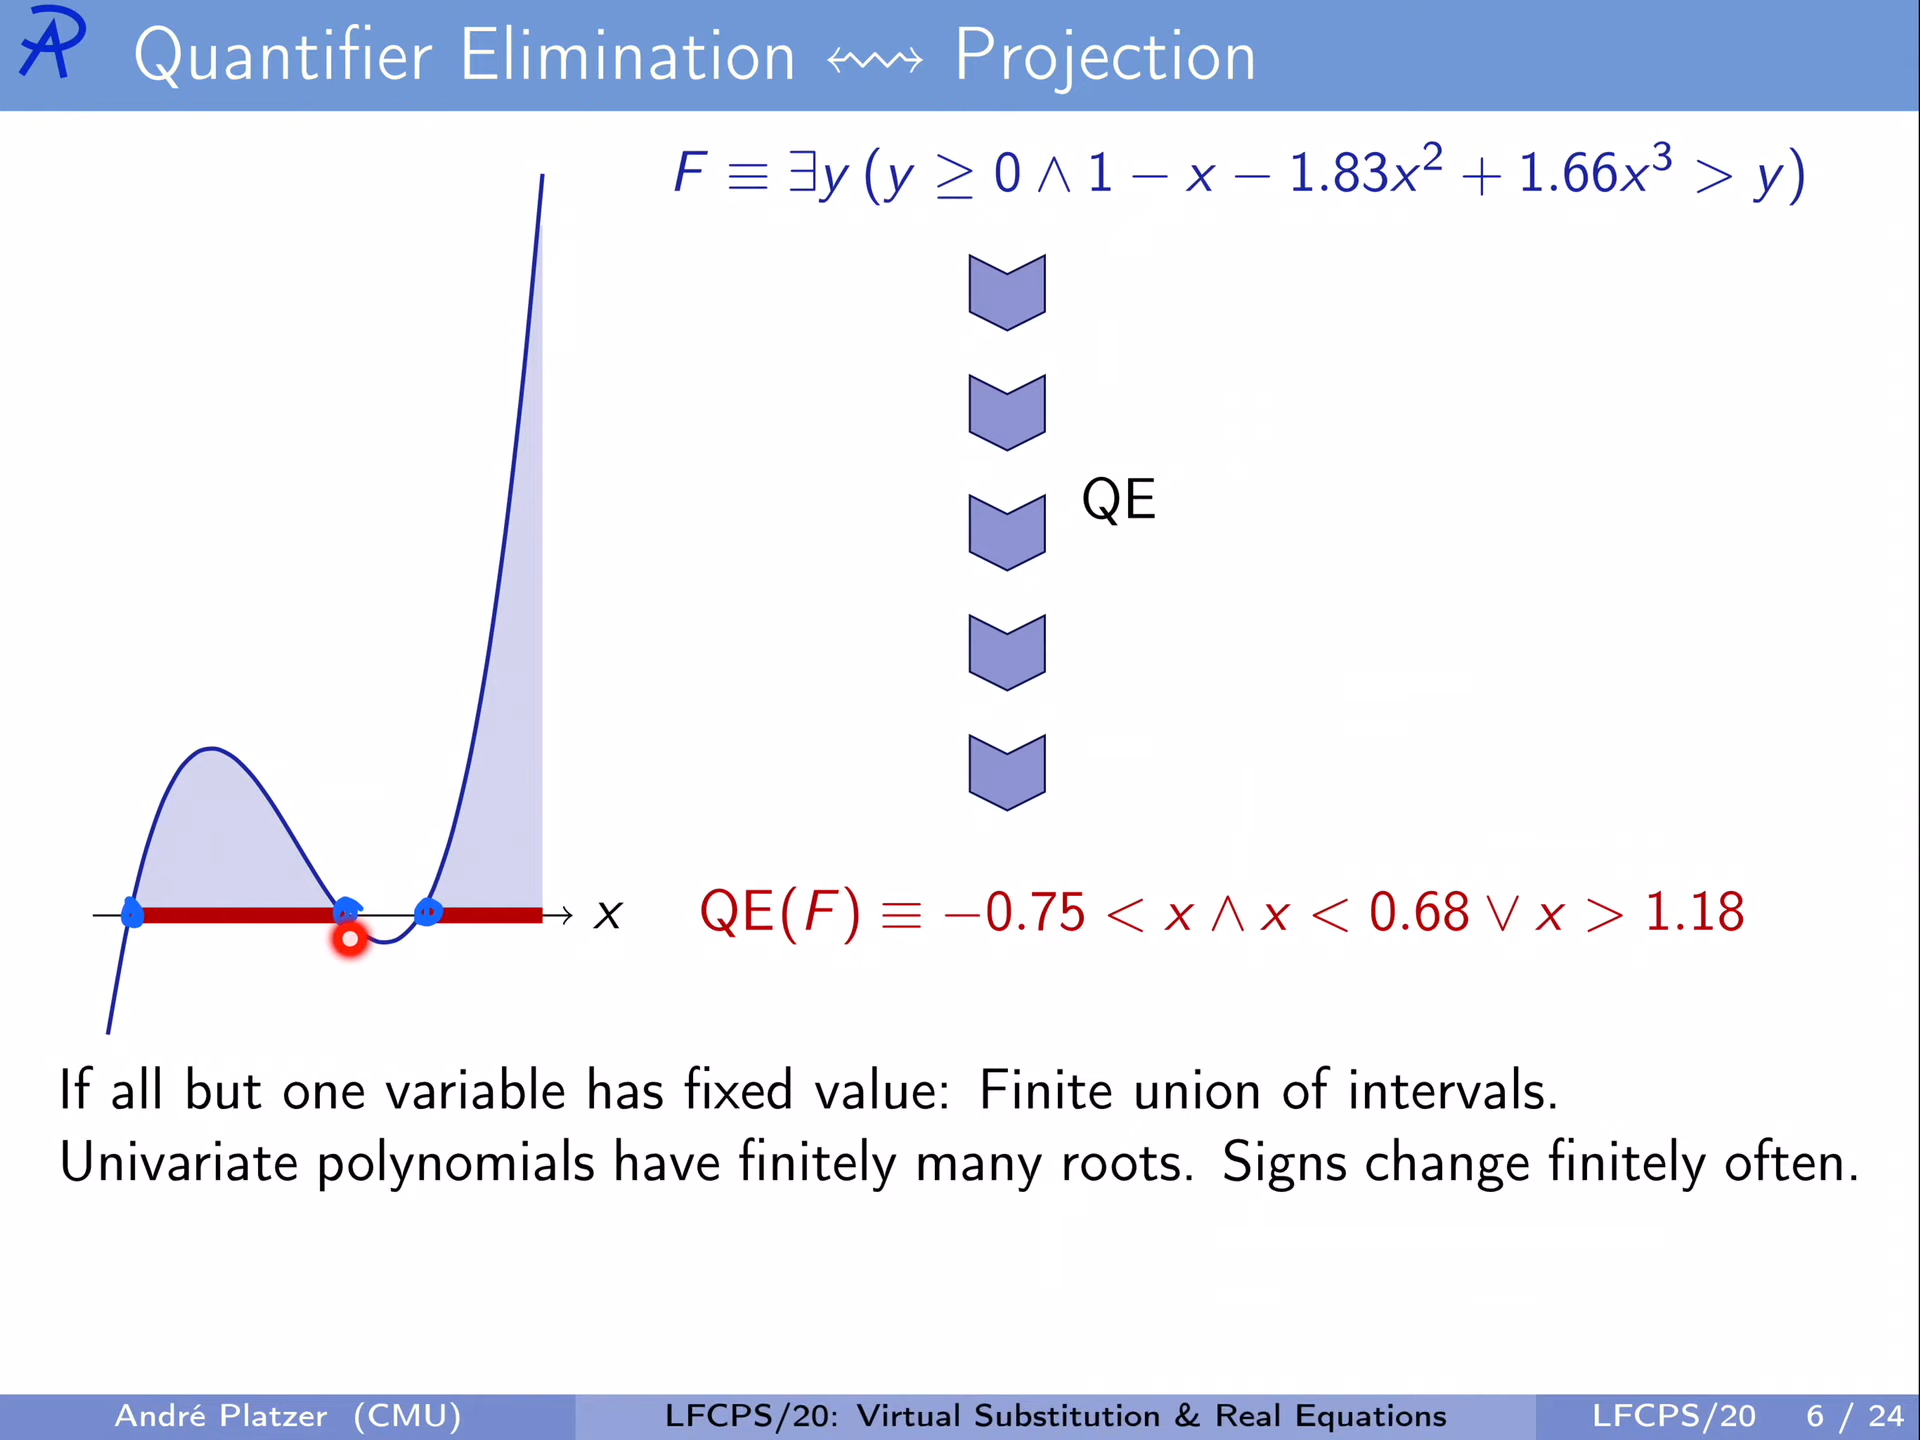 Quantifier Elimination ↭ Projection
F ≡ ∃y (y ≥ 0 ∧ 1 − x − 1.83x² + 1.66x³ > y)
QE
x
QE(F) ≡ −0.75 < x ∧ x < 0.68 ∨ x > 1.18
If all but one variable has fixed value: Finite union of intervals.
Univariate polynomials have finitely many roots. Signs change finitely often.
André Platzer (CMU) LFCPS/20: Virtual Substitution & Real Equations LFCPS/20 6 / 24